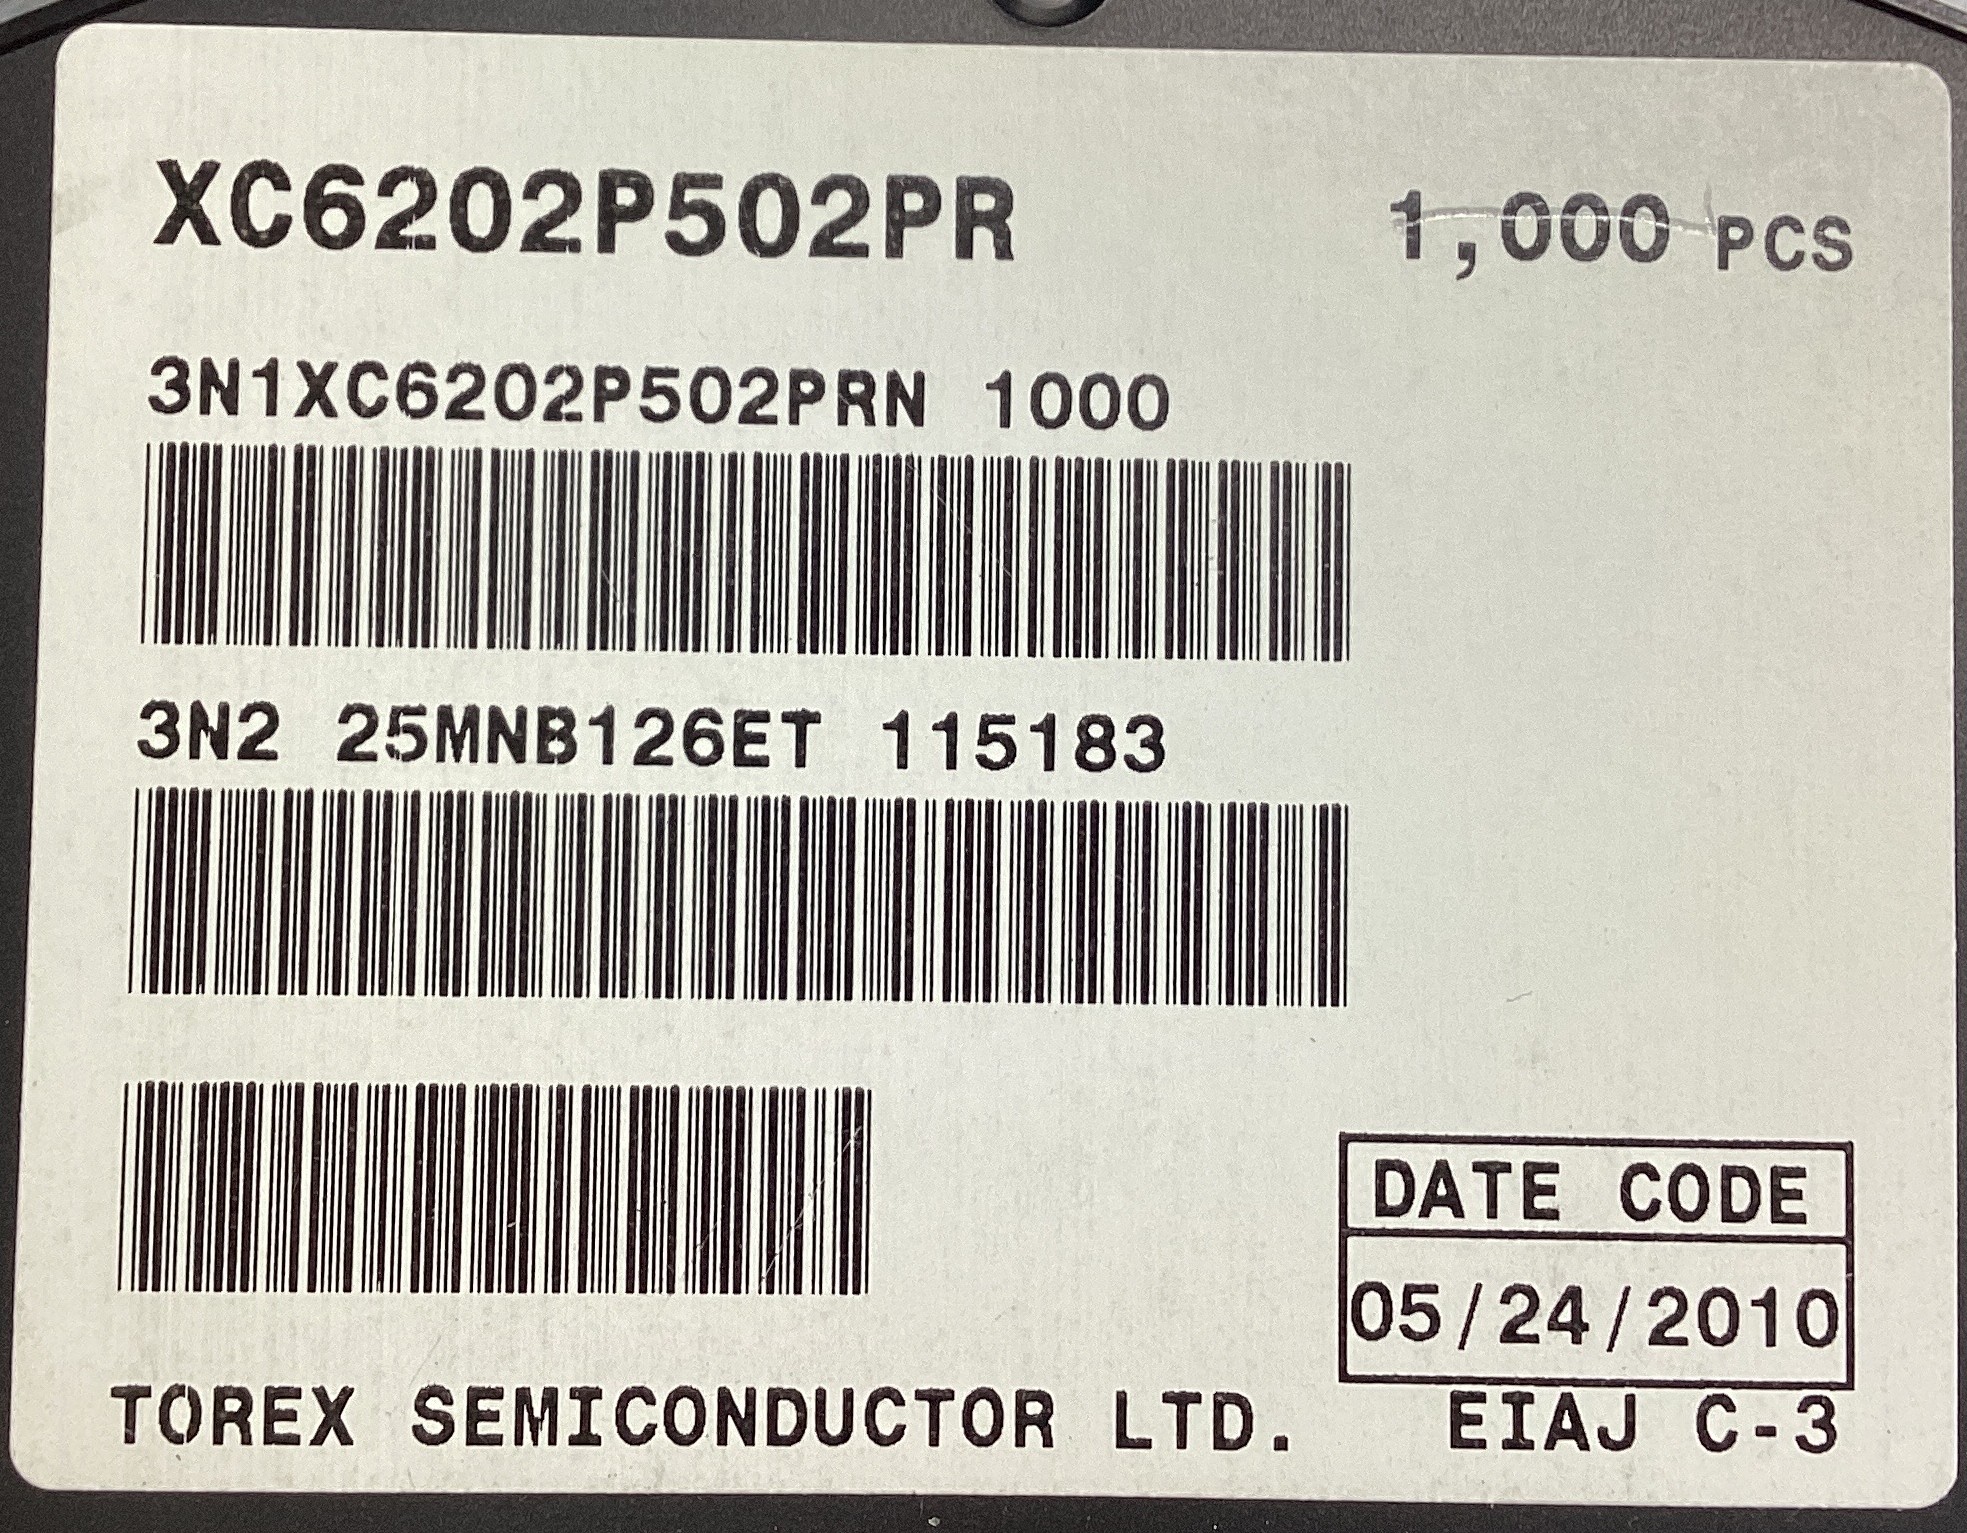 XC6202P502PR 1,000 PCS
3N1XC6202P502PRN 1000
3N2 25MNB126ET 115183
DATE CODE
05/24/2010
TOREX SEMICONDUCTOR LTD. EIAJ C-3